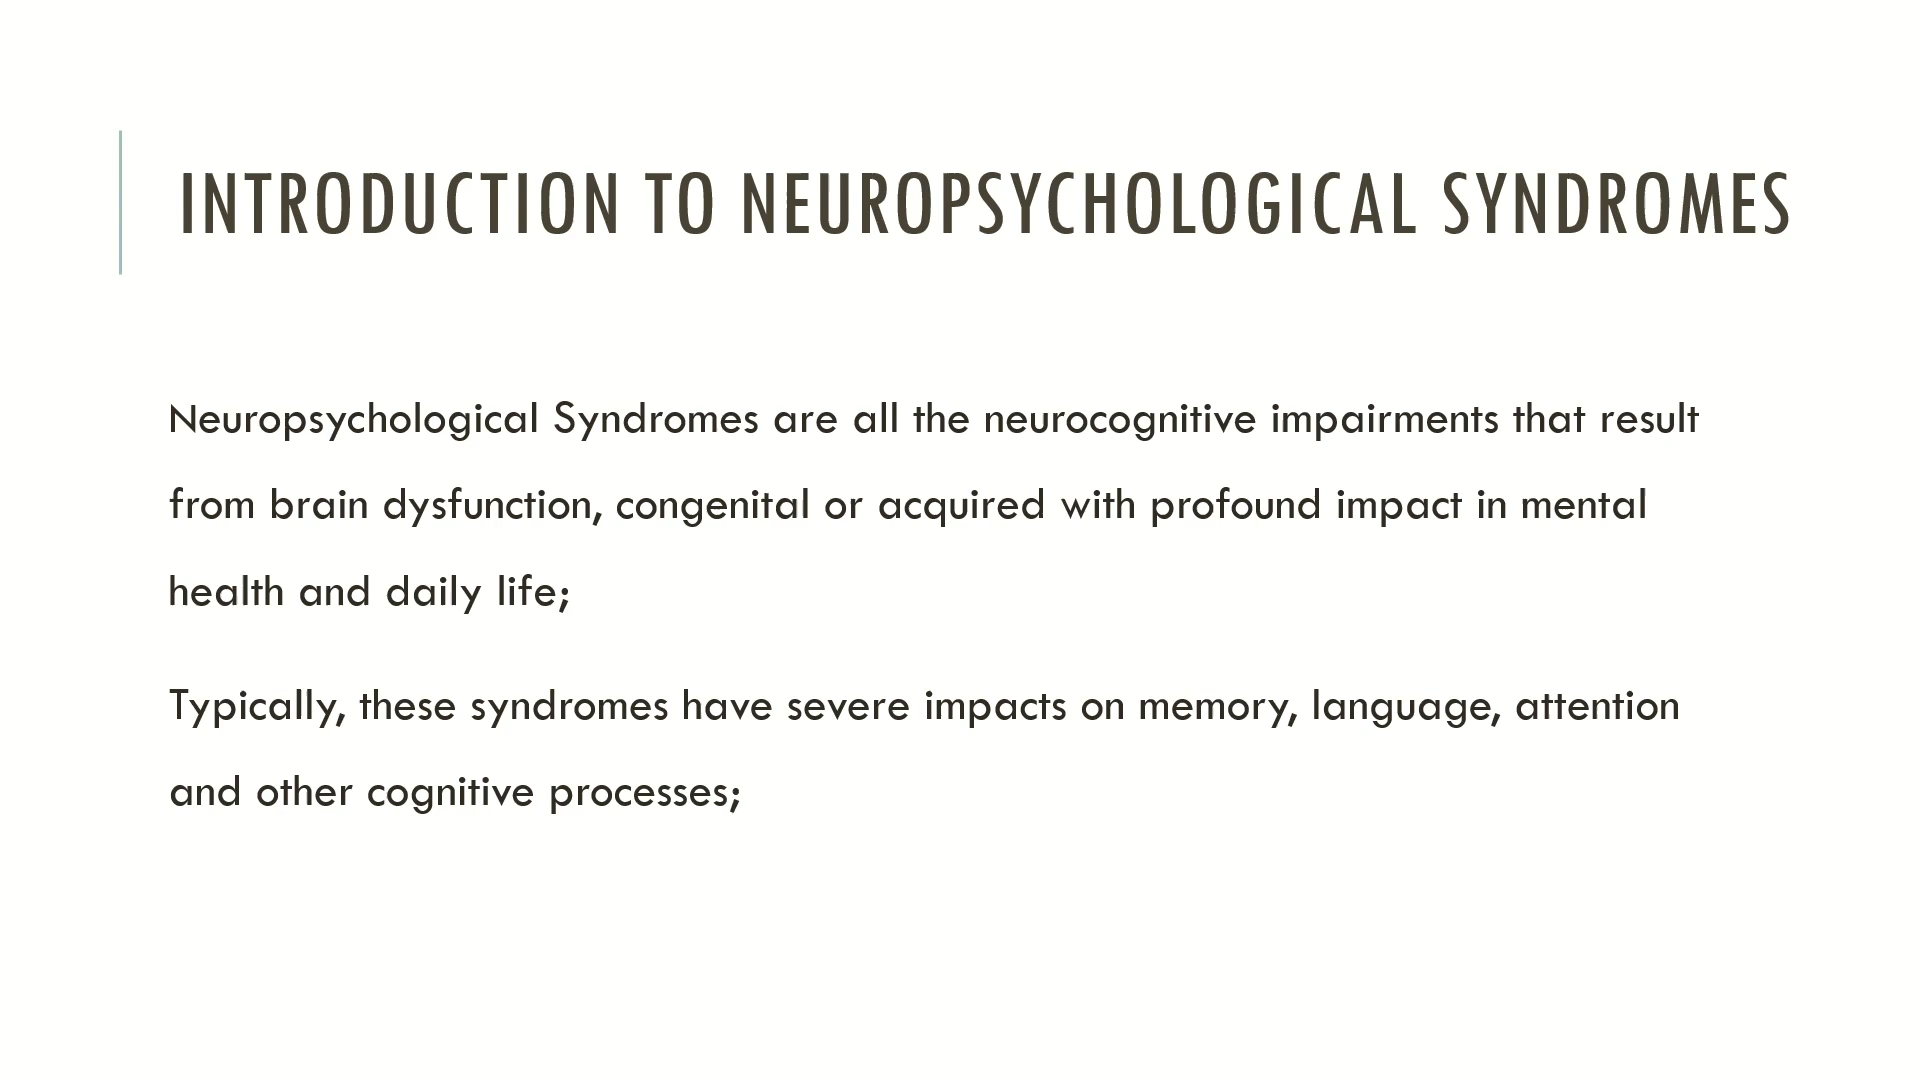 INTRODUCTION TO NEUROPSYCHOLOGICAL SYNDROMES
Neuropsychological Syndromes are all the neurocognitive impairments that result
from brain dysfunction, congenital or acquired with profound impact in mental
health and daily life;
Typically, these syndromes have severe impacts on memory, language, attention
and other cognitive processes;